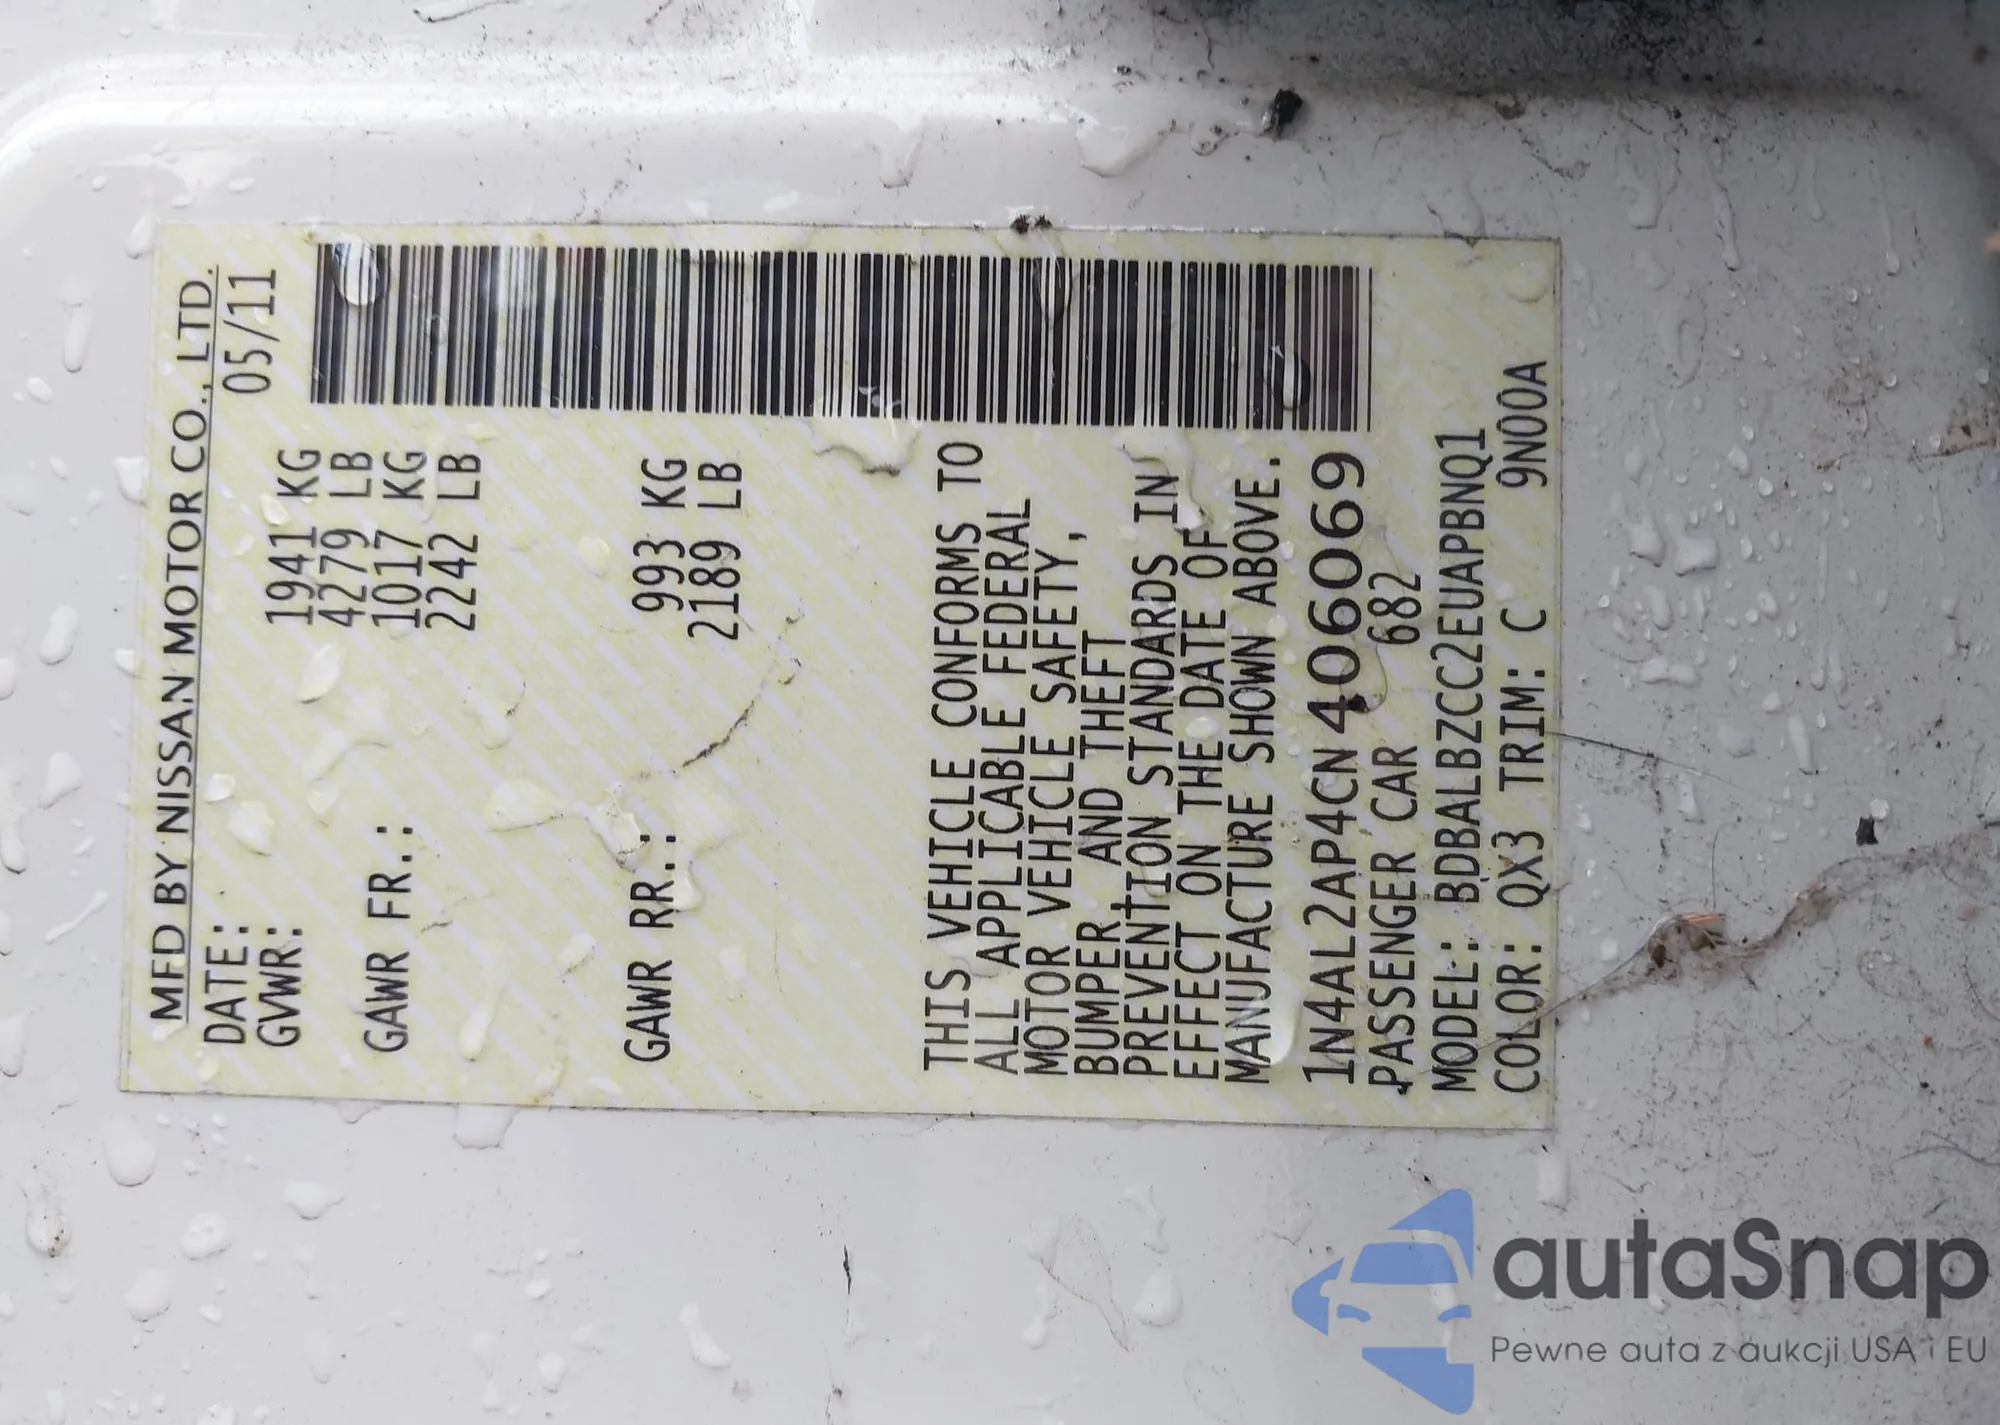 MFD BY NISSAN MOTOR CO., LTD.
DATE: 05/11
GVWR: 1941 KG
4279 LB
GAWR FR.: 1017 KG
2242 LB
GAWR RR.: 993 KG
2189 LB
THIS VEHICLE CONFORMS TO
ALL APPLICABLE FEDERAL
MOTOR VEHICLE SAFETY,
BUMPER AND THEFT
PREVENTION STANDARDS IN
EFFECT ON THE DATE OF
MANUFACTURE SHOWN ABOVE.
1N4AL2AP4CN406069
PASSENGER CAR 682
MODEL: BDBALBZCC2EUAPBNQ1
COLOR: QX3 TRIM: C 9N00A
autaSnap
Pewne auta z aukcji USA i EU